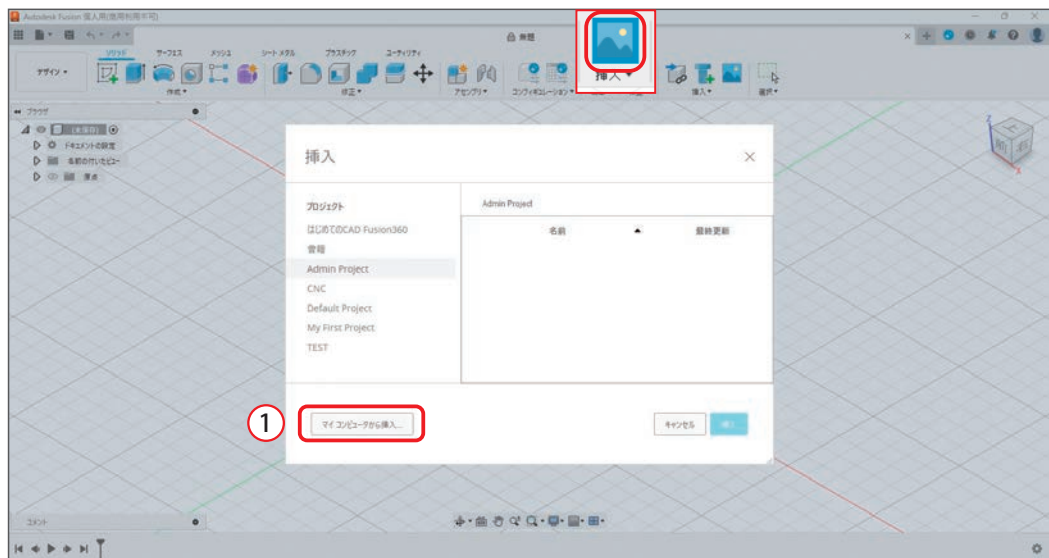 Autodesk Fusion 個人用(商用利用不可)
無題
ソリッド サーフェス メッシュ シート メタル プラスチック ユーティリティ
デザイン
挿入
作成 修正 アセンブリ コンフィギュレーション 挿入 選択
ブラウザ
(未保存)
ドキュメントの設定
名前の付いたビュー
原点
上
前 右
Z
X
挿入
プロジェクト
はじめてのCAD Fusion360
Admin Project
CNC
Default Project
My First Project
TEST
Admin Project
名前 最終更新
1
マイ コンピュータから挿入...
キャンセル 挿入
コメント